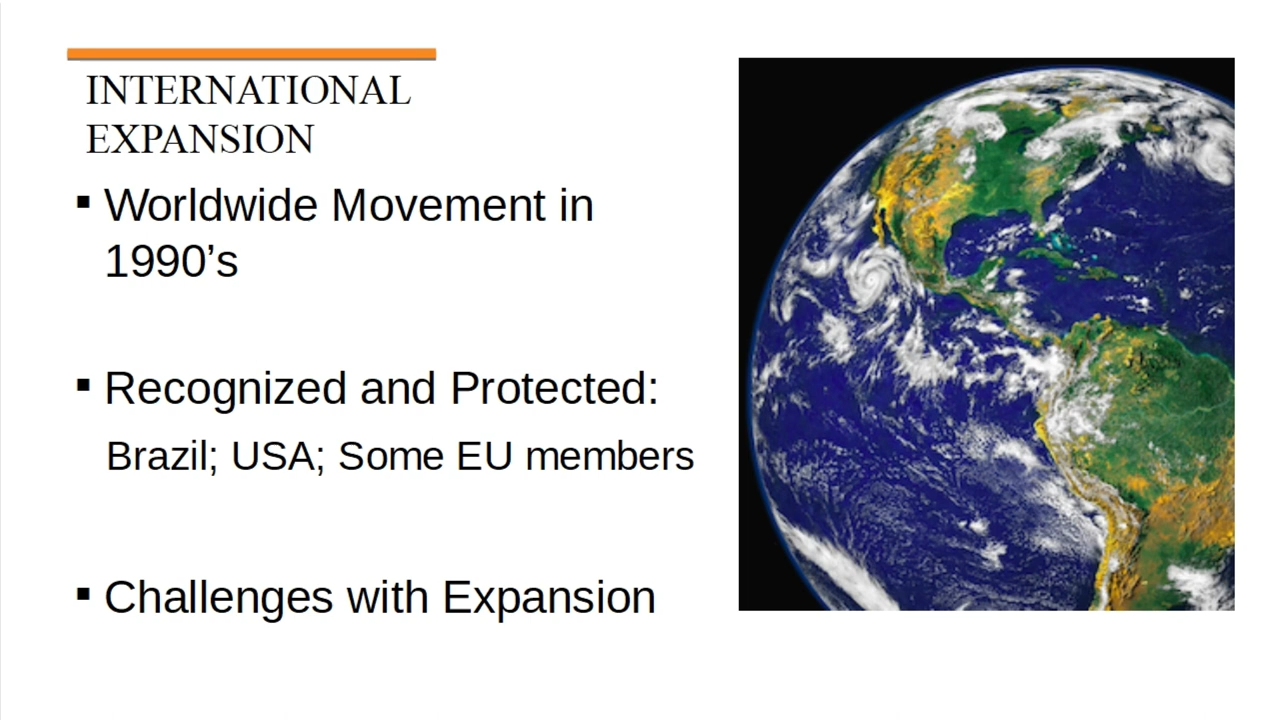 INTERNATIONAL
EXPANSION
▪ Worldwide Movement in
1990’s
▪ Recognized and Protected:
Brazil; USA; Some EU members
▪ Challenges with Expansion